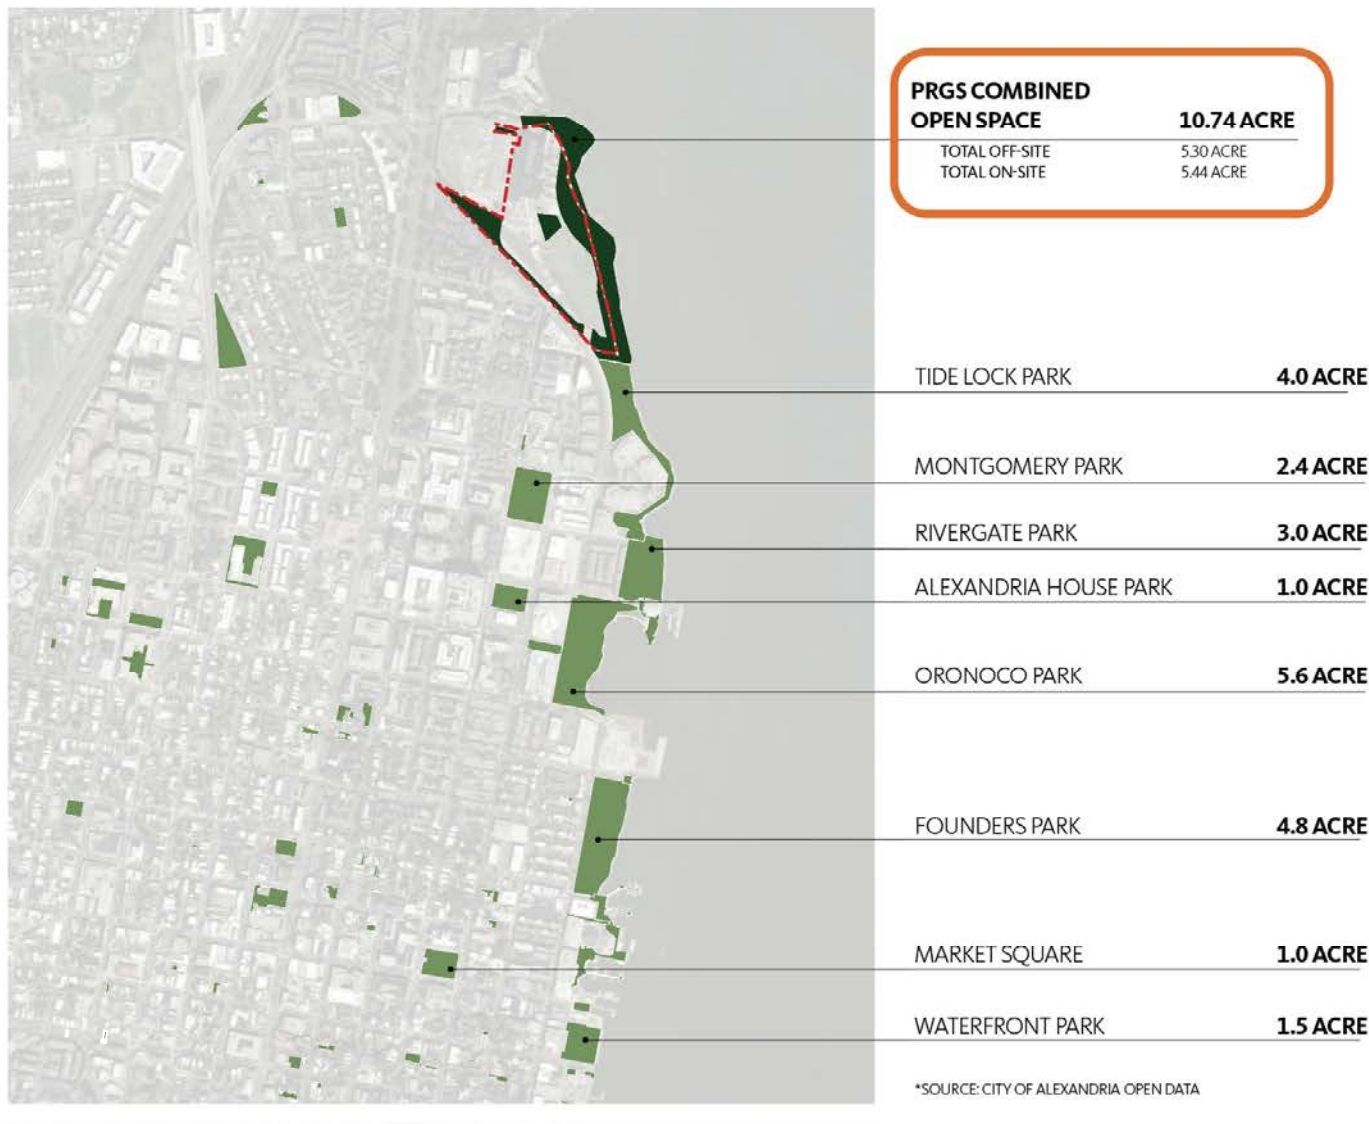 PRGS COMBINED
OPEN SPACE 10.74 ACRE
TOTAL OFF-SITE 5.30 ACRE
TOTAL ON-SITE 5.44 ACRE
TIDE LOCK PARK 4.0 ACRE
MONTGOMERY PARK 2.4 ACRE
RIVERGATE PARK 3.0 ACRE
ALEXANDRIA HOUSE PARK 1.0 ACRE
ORONOCO PARK 5.6 ACRE
FOUNDERS PARK 4.8 ACRE
MARKET SQUARE 1.0 ACRE
WATERFRONT PARK 1.5 ACRE
*SOURCE: CITY OF ALEXANDRIA OPEN DATA